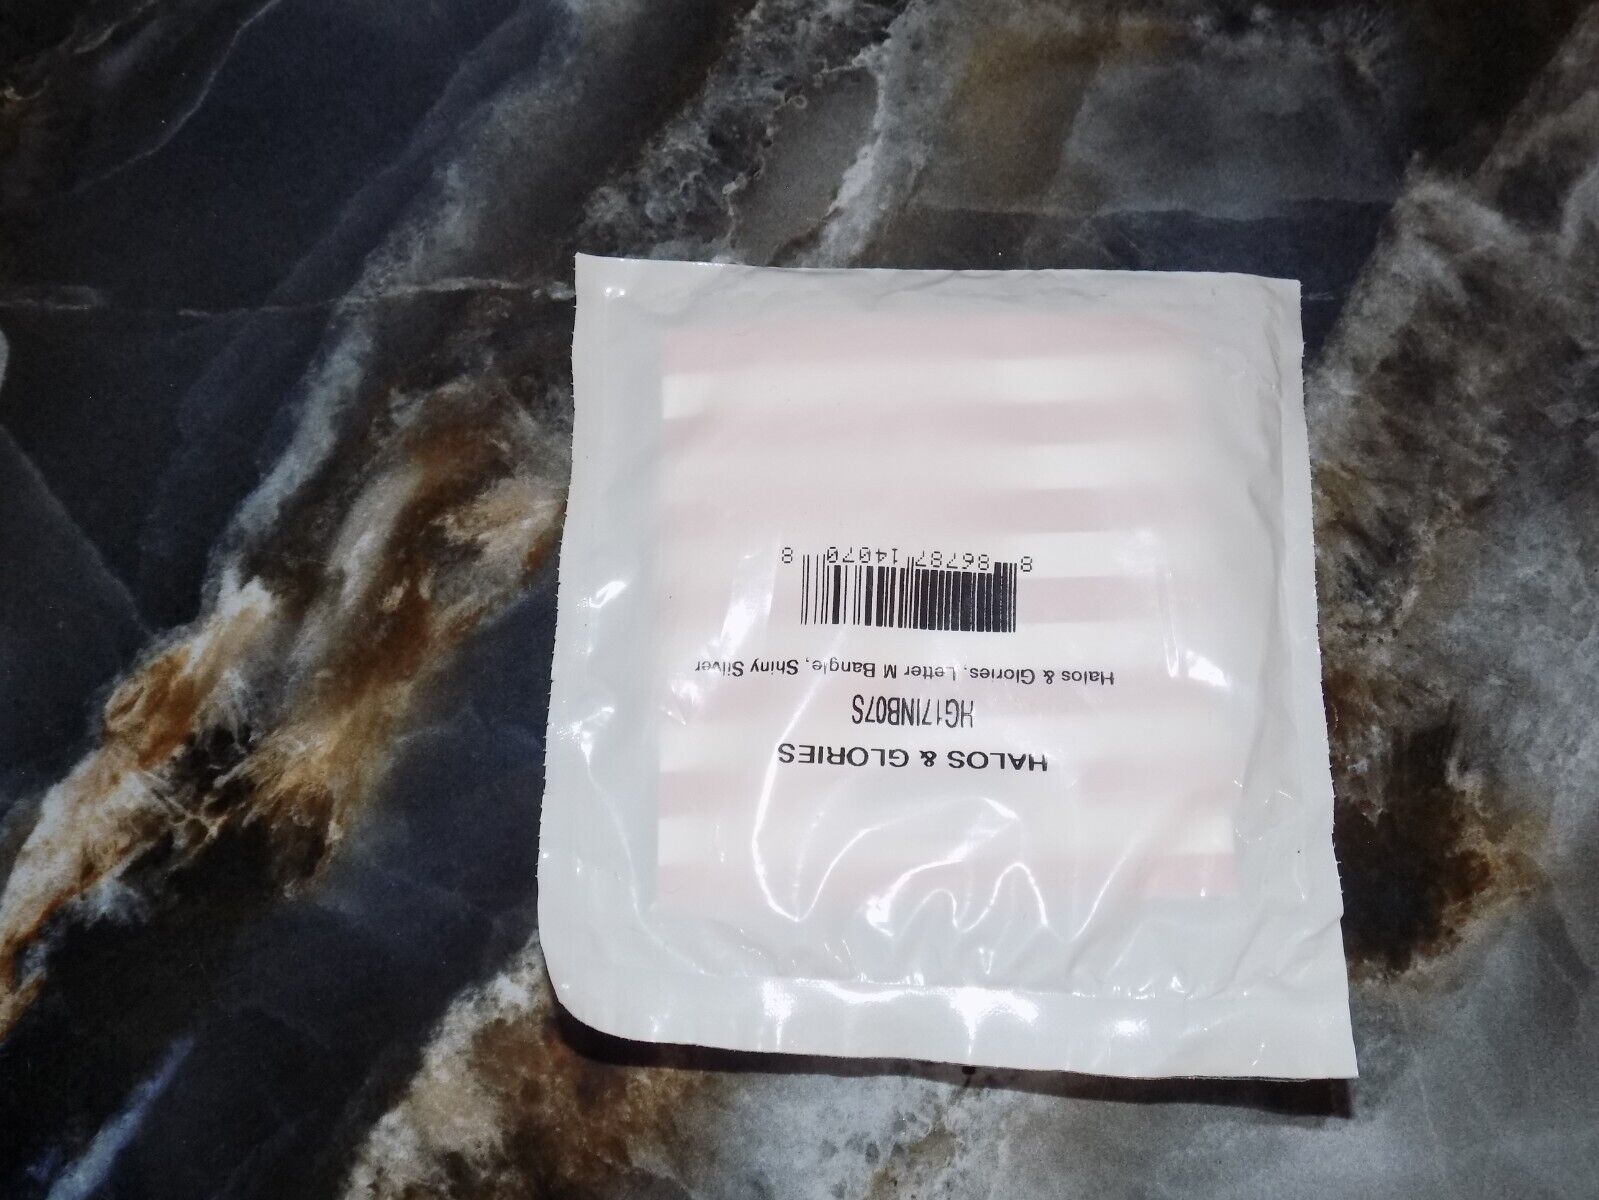 HALOS & GLORIES
HG17INB07S
Halos & Glories, Letter M Bangle, Shiny Silver
8 86787 14070 8